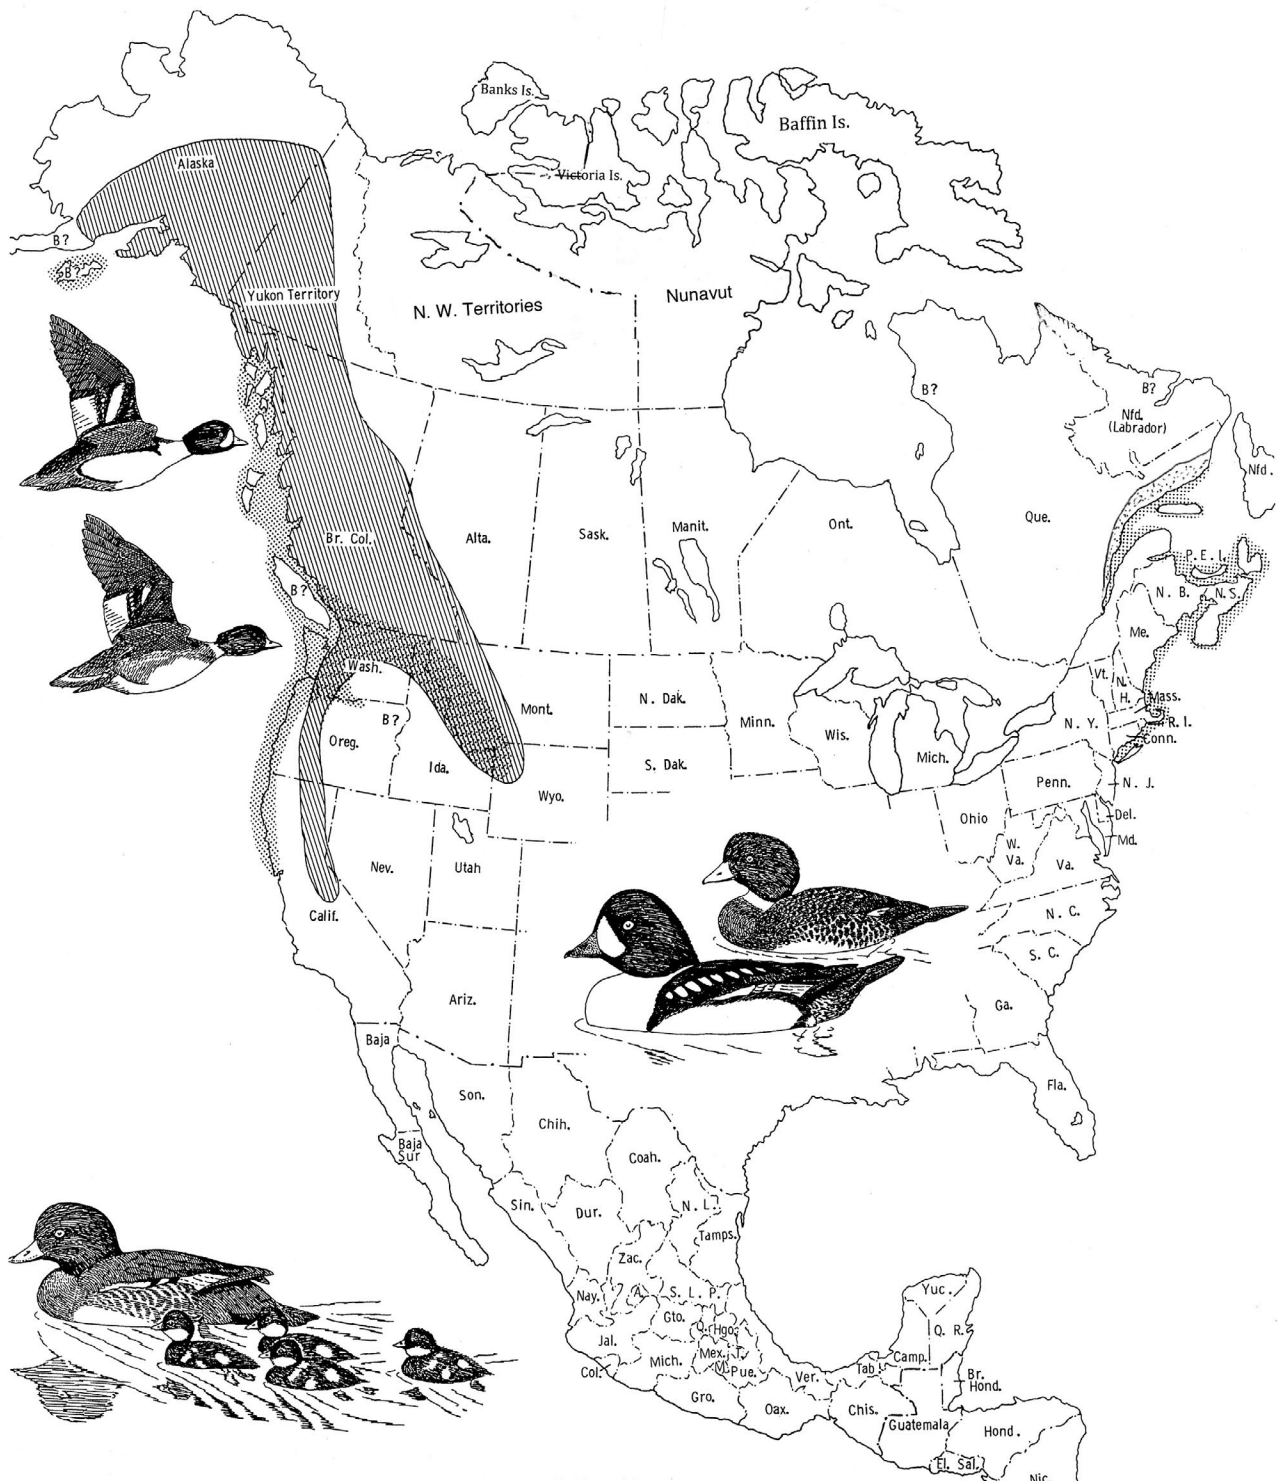 Banks Is.
Baffin Is.
Victoria Is.
Alaska
B?
B?
Yukon Territory
N. W. Territories
Nunavut
B?
B?
Nfd.
(Labrador)
Nfd.
Br. Col.
Alta.
Sask.
Manit.
Ont.
Que.
P. E. I.
N. B.
N. S.
B?
Me.
Wash.
Vt.
N.
H.
Mass.
B?
Mont.
N. Dak.
Minn.
Wis.
Mich.
N. Y.
R. I.
Conn.
Oreg.
Ida.
S. Dak.
Wyo.
Penn.
N. J.
Ohio
Del.
Md.
W.
Va.
Va.
Nev.
Utah
Calif.
N. C.
S. C.
Ariz.
Ga.
Baja
Son.
Fla.
Chih.
Baja
Sur
Coah.
Sin.
Dur.
N. L.
Tamps.
Zac.
Nay.
A.
S. L. P.
Yuc.
Gto.
Q.
Hgo.
Q. R.
Jal.
Mich.
Mex.
T.
M.
Pue.
Camp.
Tab
Col.
Ver.
Br.
Hond.
Gro.
Oax.
Chis.
Guatemala
Hond.
El. Sal.
Nic.